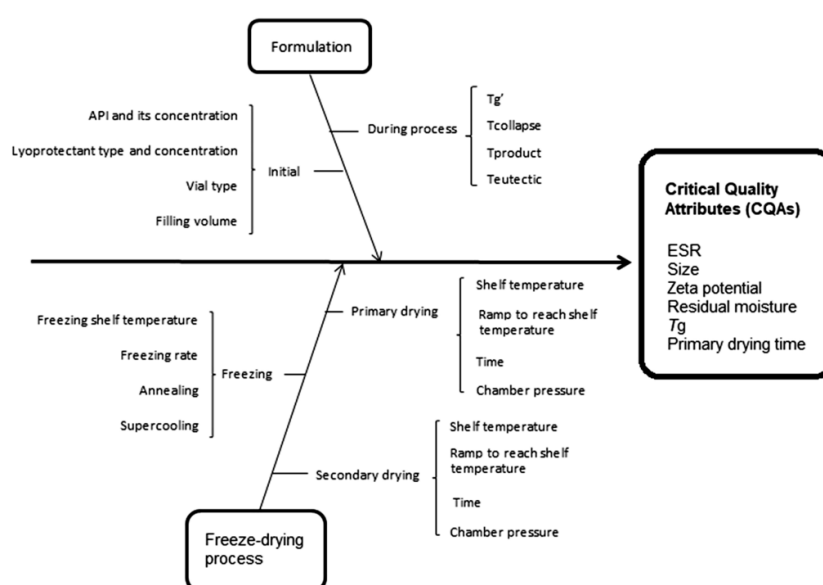 Formulation
API and its concentration
Lyoprotectant type and concentration
Vial type
Filling volume
Initial
During process
Tg'
Tcollapse
Tproduct
Teutectic
Critical Quality
Attributes (CQAs)
ESR
Size
Zeta potential
Residual moisture
Tg
Primary drying time
Freezing shelf temperature
Freezing rate
Annealing
Supercooling
Freezing
Primary drying
Shelf temperature
Ramp to reach shelf
temperature
Time
Chamber pressure
Secondary drying
Shelf temperature
Ramp to reach shelf
temperature
Time
Chamber pressure
Freeze-drying
process